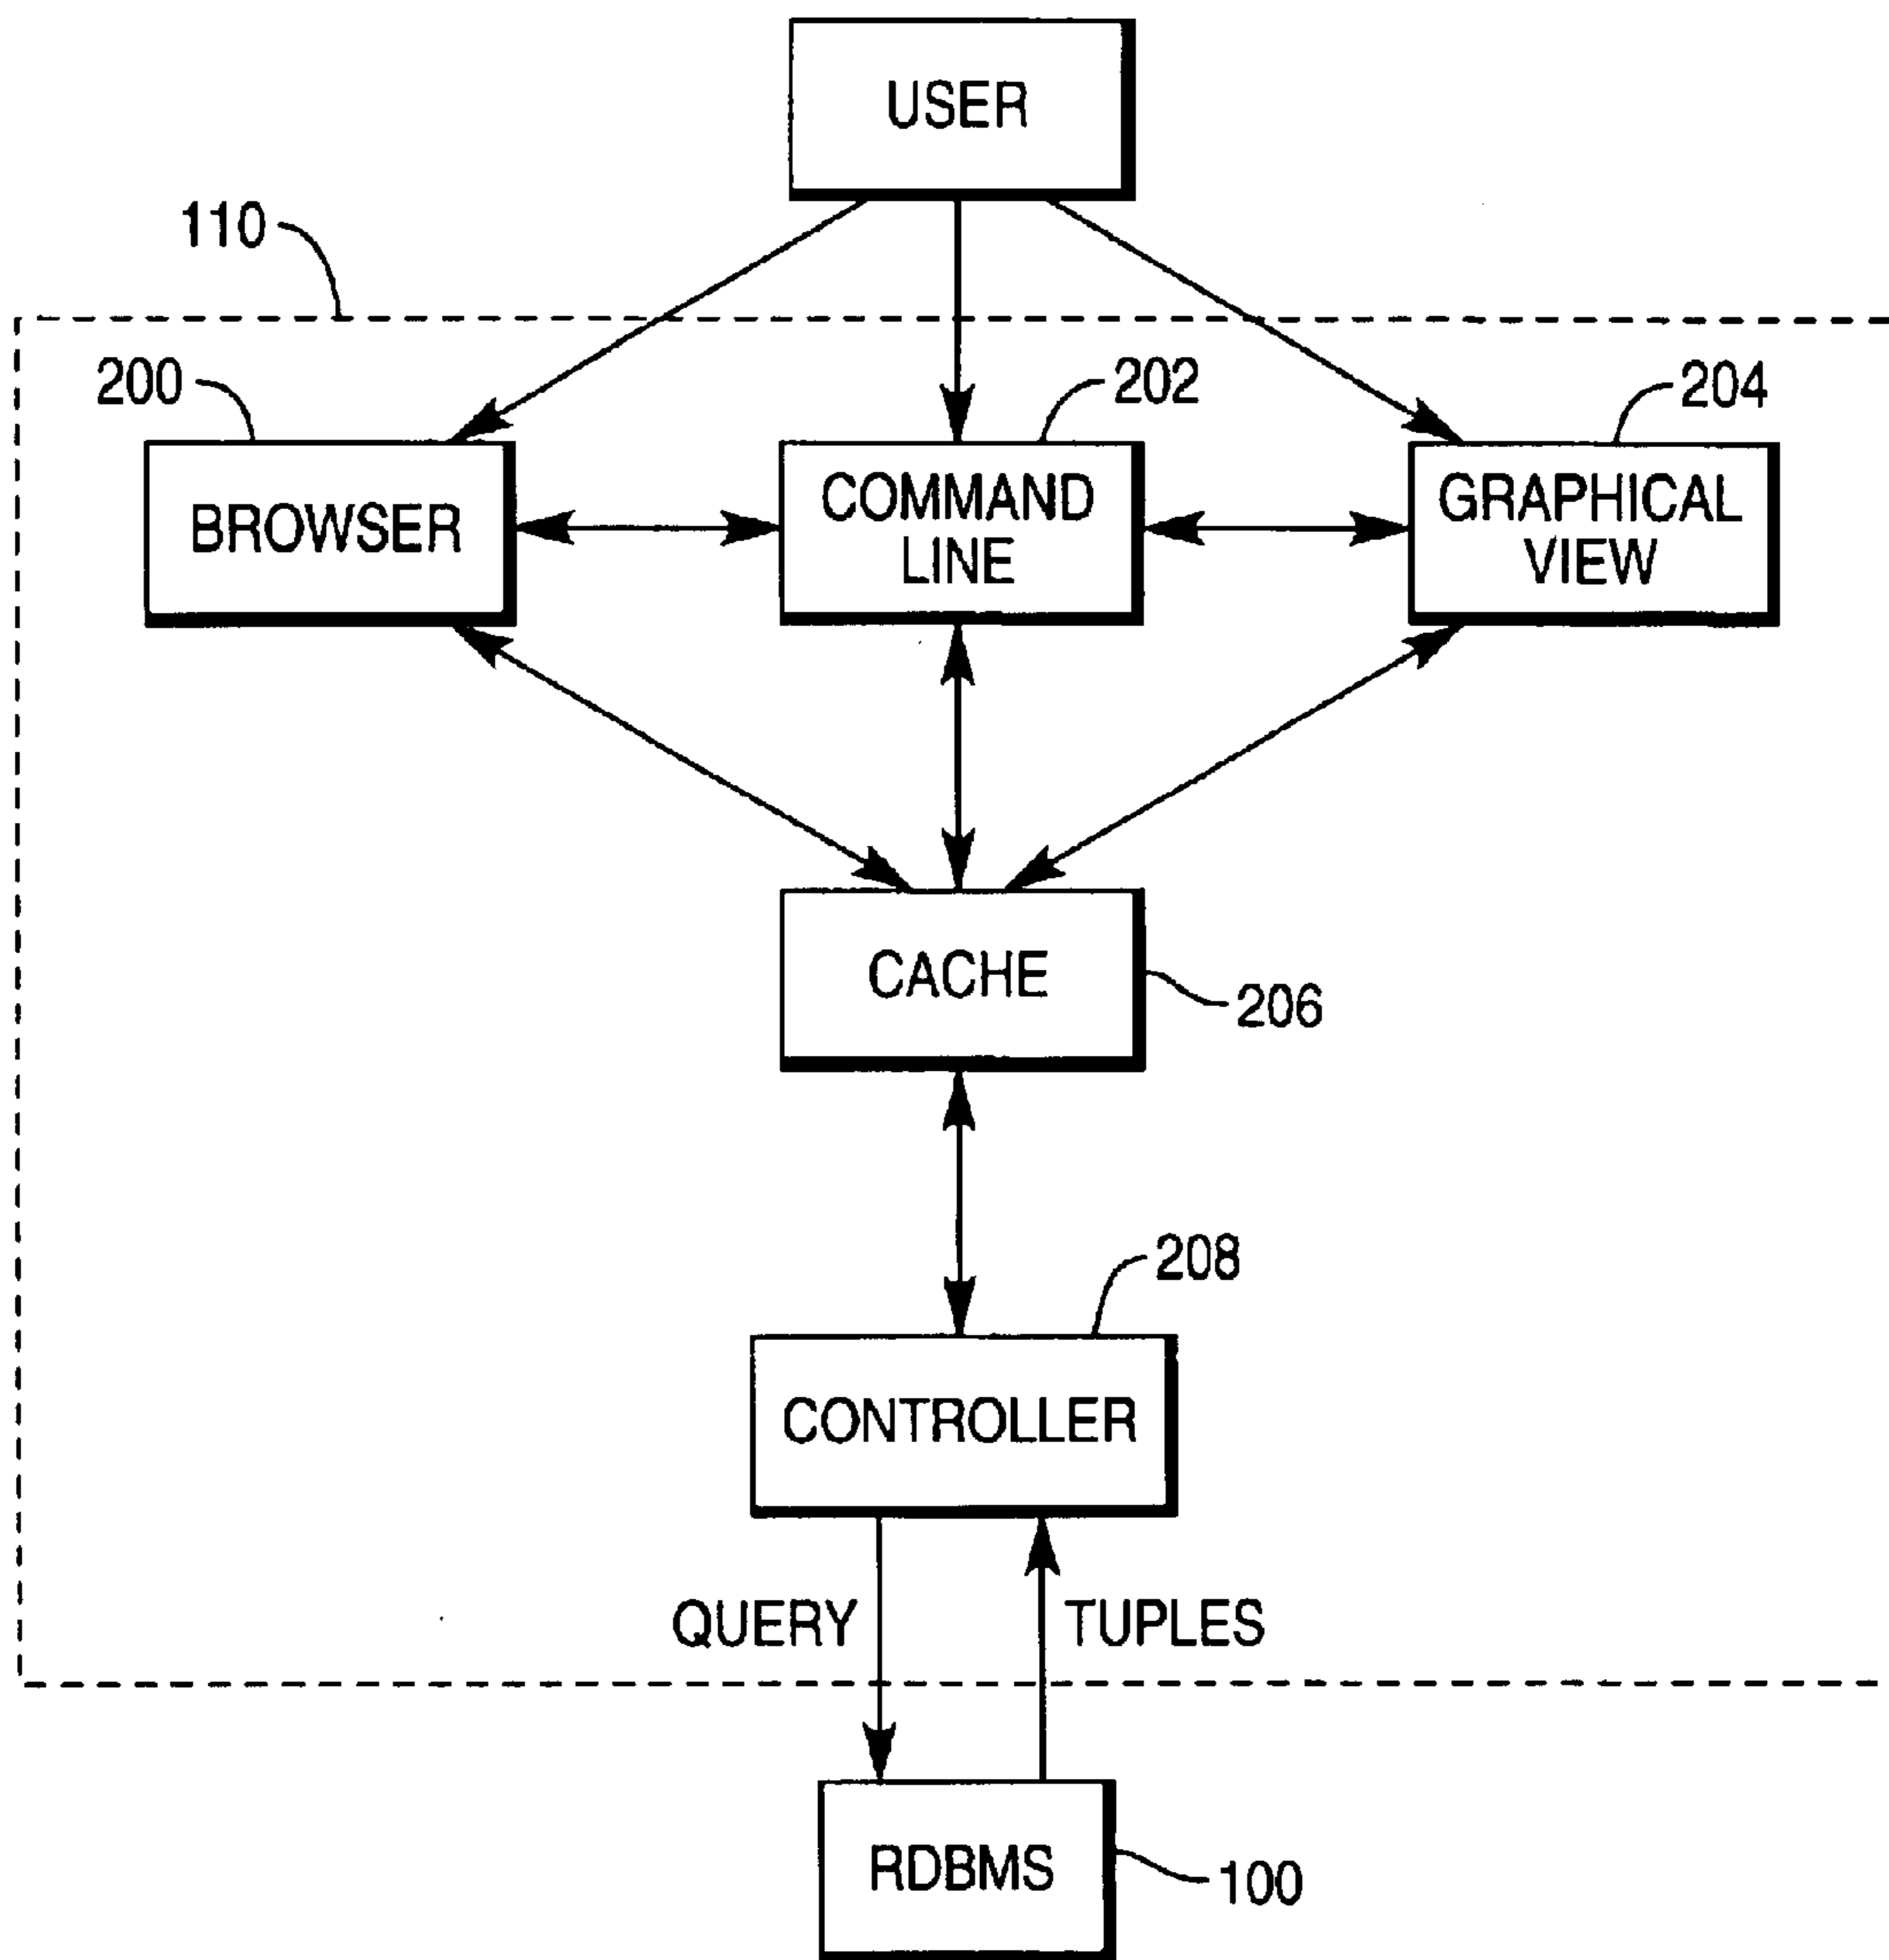 USER
110
200
202
204
BROWSER
COMMAND
LINE
GRAPHICAL
VIEW
CACHE
206
208
CONTROLLER
QUERY
TUPLES
RDBMS
100